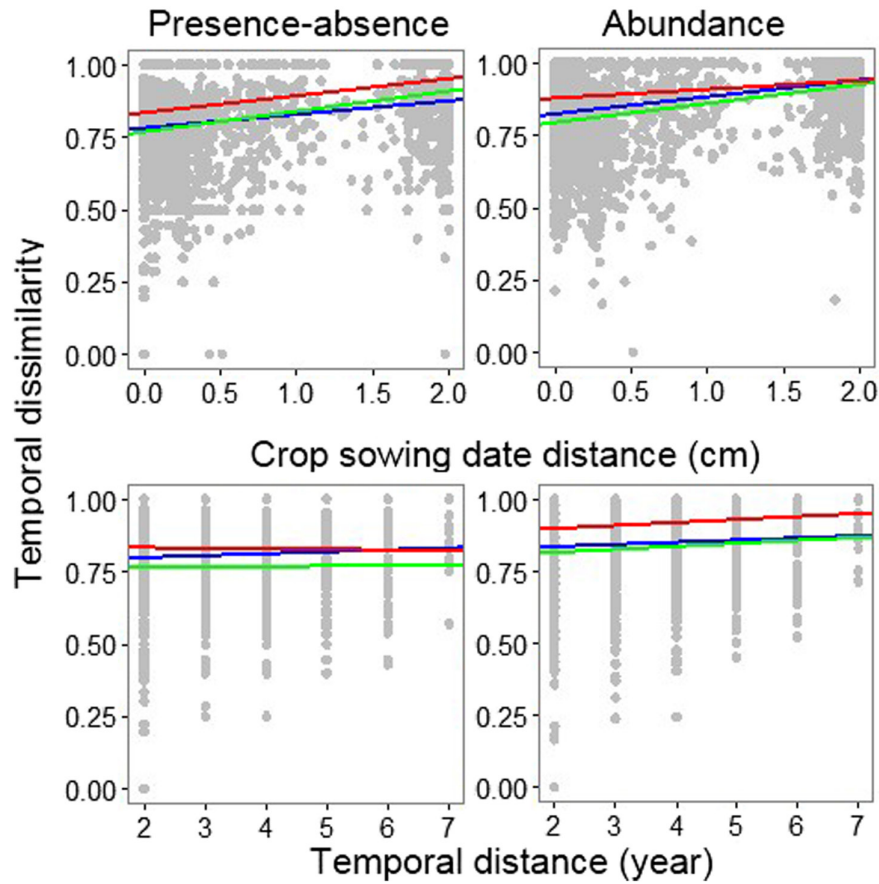 Presence-absence Abundance
Temporal dissimilarity
1.00 1.00
0.75 0.75
0.50 0.50
0.25 0.25
0.00 0.00
0.0 0.5 1.0 1.5 2.0 0.0 0.5 1.0 1.5 2.0
Crop sowing date distance (cm)
1.00 1.00
0.75 0.75
0.50 0.50
0.25 0.25
0.00 0.00
2 3 4 5 6 7 2 3 4 5 6 7
Temporal distance (year)